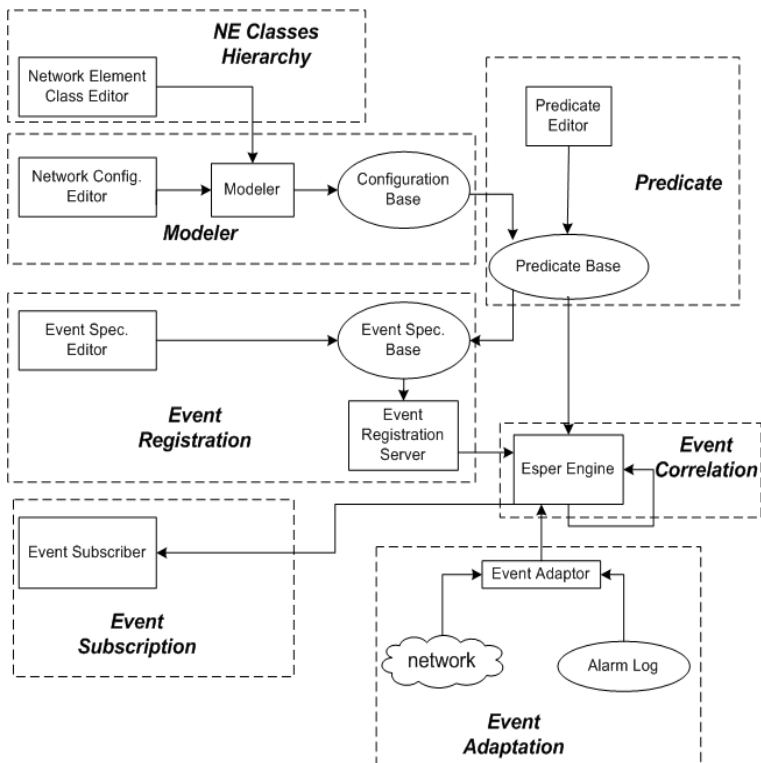 NE Classes
Hierarchy
Network Element
Class Editor
Predicate
Editor
Predicate
Network Config.
Editor
Modeler
Configuration
Base
Modeler
Predicate Base
Event Spec.
Editor
Event Spec.
Base
Event
Registration
Event
Registration
Server
Esper Engine
Event
Correlation
Event Subscriber
Event
Subscription
Event Adaptor
network
Alarm Log
Event
Adaptation